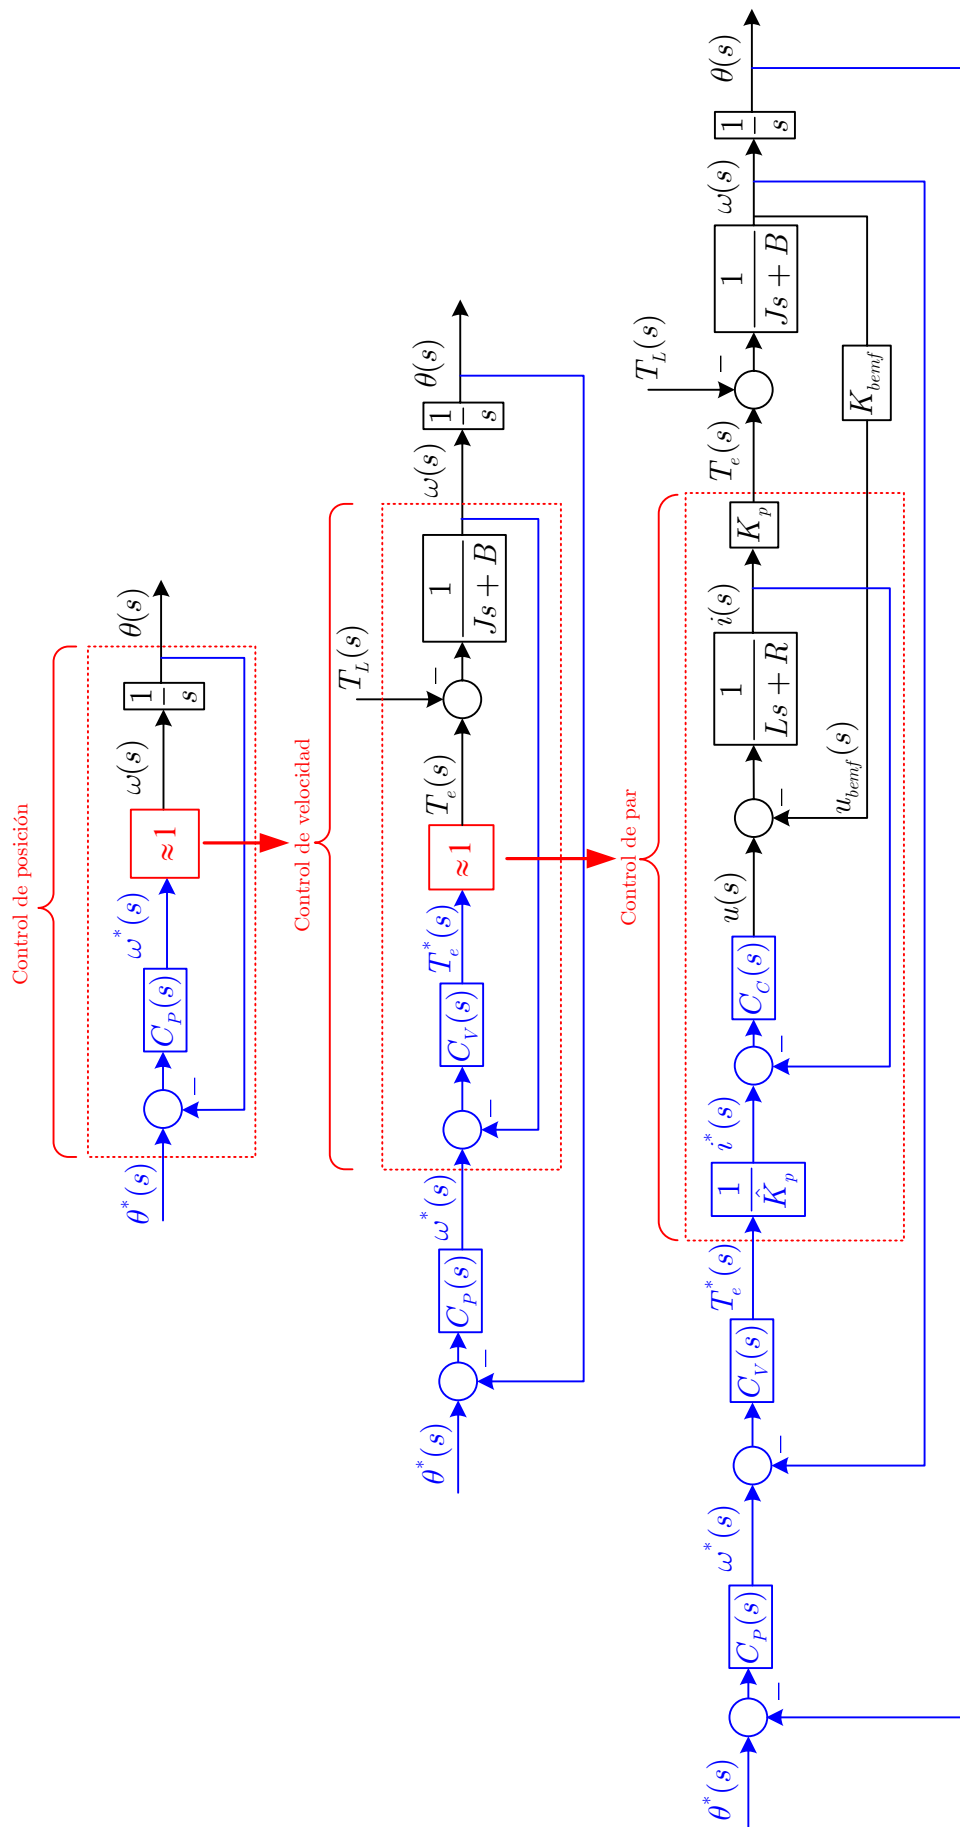 Control de posición
θ*(s)
−
C_P(s)
ω*(s)
≈1
ω(s)
1/s
θ(s)
Control de velocidad
θ*(s)
−
C_P(s)
ω*(s)
−
C_V(s)
T_e*(s)
≈1
T_e(s)
T_L(s)
−
1/(Js + B)
ω(s)
1/s
θ(s)
Control de par
θ*(s)
−
C_P(s)
ω*(s)
−
C_V(s)
T_e*(s)
1/K̂_p
i*(s)
−
C_C(s)
u(s)
−
u_bemf(s)
1/(Ls + R)
i(s)
K_p
T_e(s)
T_L(s)
−
K_bemf
1/(Js + B)
ω(s)
1/s
θ(s)